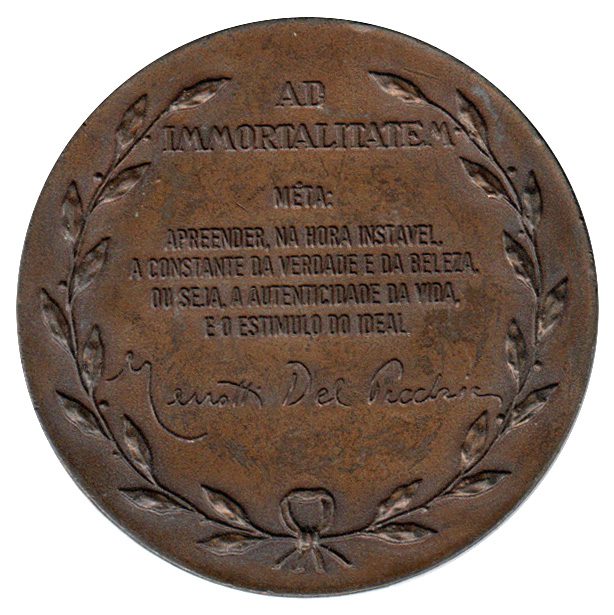 AD
IMMORTALITATEM
MÉTA:
APREENDER, NA HORA INSTAVEL,
A CONSTANTE DA VERDADE E DA BELEZA.
OU SEJA, A AUTENTICIDADE DA VIDA,
E O ESTIMULO DO IDEAL
Menotti Del Picchia